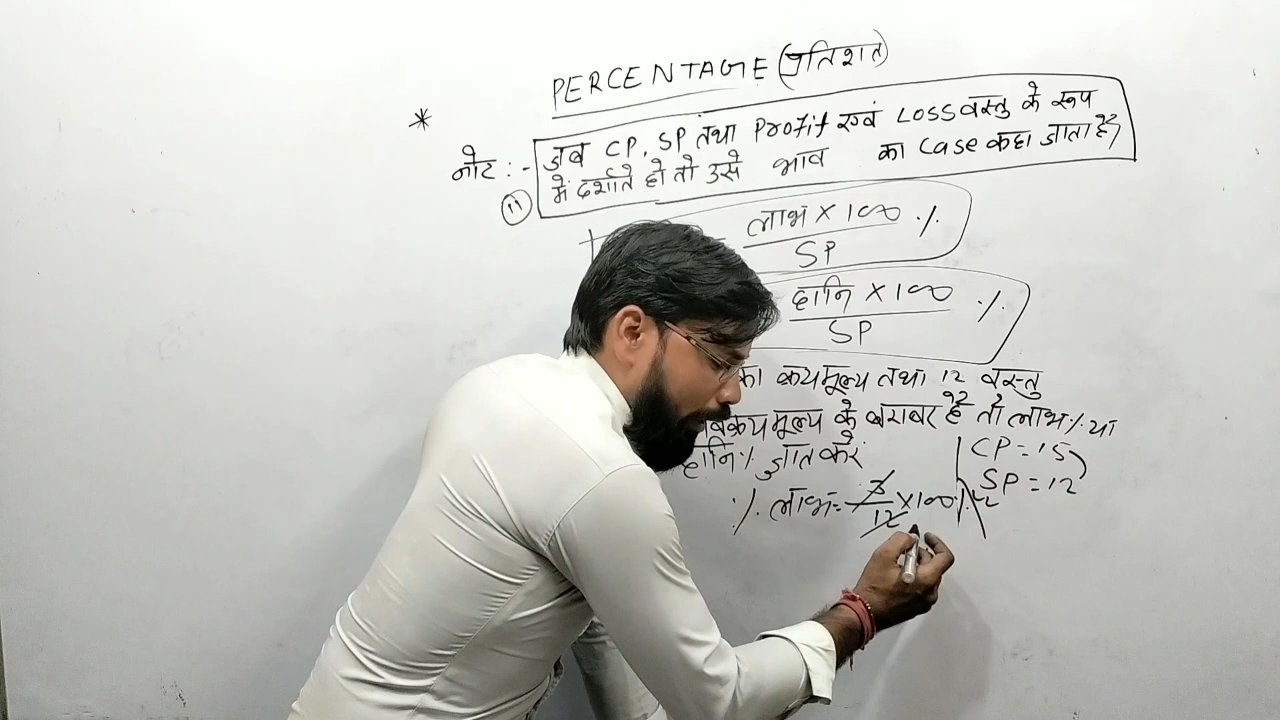 PERCENTAGE (प्रतिशत)
*
नोट :- जब CP, SP तथा Profit एवं LOSS वस्तु के रूप
में दर्शाते हो तो उसे भाव का Case कहा जाता है
(11)
लाभ × 100 %
SP
हानि × 100 %
SP
का क्रयमूल्य तथा 12 वस्तु
विक्रयमूल्य के बराबर है तो लाभ % या
हानि % ज्ञात करें
CP = 15
SP = 12
% लाभ = 3/12 × 100 %